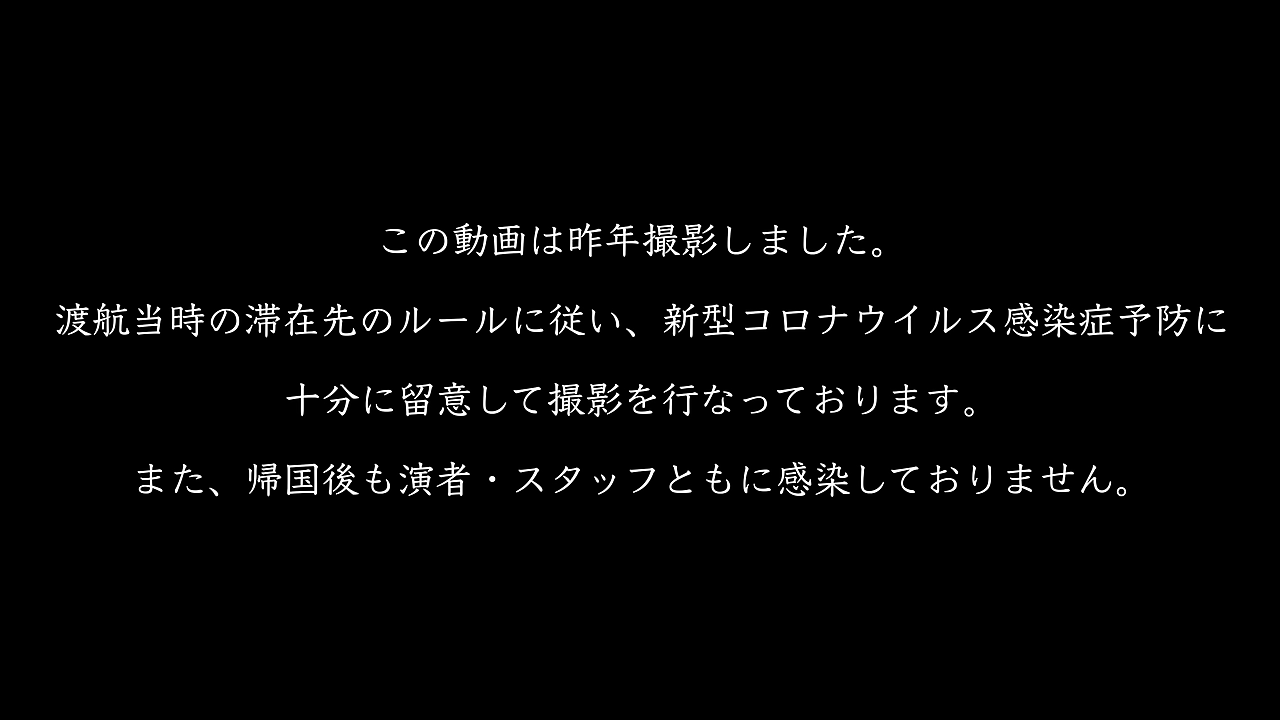 この動画は昨年撮影しました。
渡航当時の滞在先のルールに従い、新型コロナウイルス感染症予防に
十分に留意して撮影を行なっております。
また、帰国後も演者・スタッフともに感染しておりません。